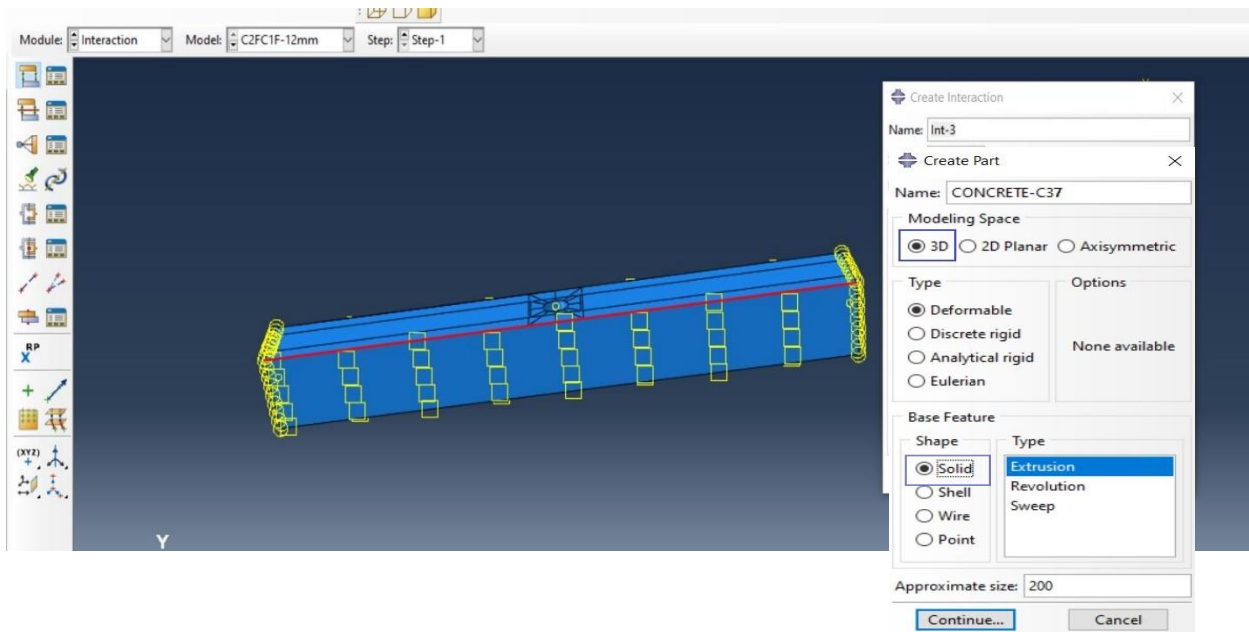 Module: Interaction Model: C2FC1F-12mm Step: Step-1
Create Interaction
Name: Int-3
Create Part
Name: CONCRETE-C37
Modeling Space
3D 2D Planar Axisymmetric
Type
Deformable
Discrete rigid
Analytical rigid
Eulerian
Options
None available
Base Feature
Shape
Solid
Shell
Wire
Point
Type
Extrusion
Revolution
Sweep
Approximate size: 200
Continue... Cancel
RP
X
(XYZ)
Y